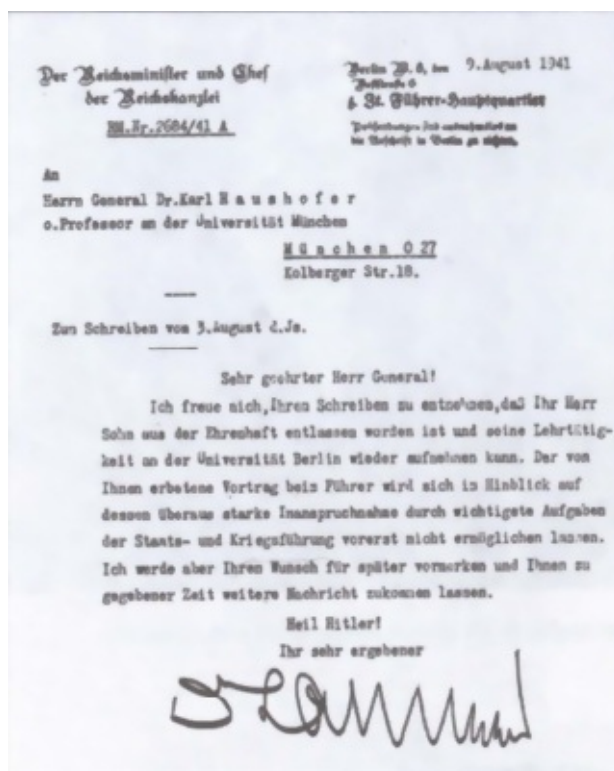 Der Reichsminister und Chef
der Reichskanzlei
RK.Nr.2684/41 A
Berlin W. 8, den 9.August 1941
Voßstraße 6
z. Zt. Führer-Hauptquartier
An
Herrn General Dr.Karl H a u s h o f e r
o.Professor an der Universität München
M ü n c h e n O 27
Kolberger Str.18.
Zum Schreiben vom 3.August d.Js.
Sehr geehrter Herr General!
Ich freue mich,Ihren Schreiben zu entnehmen,daß Ihr Herr
Sohn aus der Ehrenhaft entlassen worden ist und seine Lehrtätig-
keit an der Universität Berlin wieder aufnehmen kann. Der von
Ihnen erbetene Vortrag beim Führer wird sich in Hinblick auf
dessen überaus starke Inanspruchnahme durch wichtigste Aufgaben
der Staats- und Kriegsführung vorerst nicht ermöglichen lassen.
Ich werde aber Ihren Wunsch für später vormerken und Ihnen zu
gegebener Zeit weitere Nachricht zukommen lassen.
Heil Hitler!
Ihr sehr ergebener